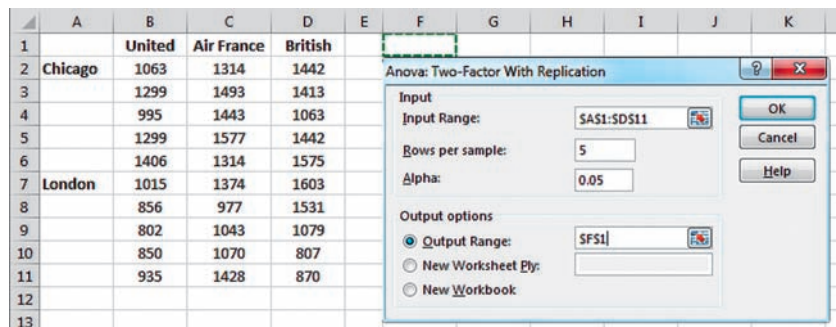 A B C D E F G H I J K
1 United Air France British
2 Chicago 1063 1314 1442
3 1299 1493 1413
4 995 1443 1063
5 1299 1577 1442
6 1406 1314 1575
7 London 1015 1374 1603
8 856 977 1531
9 802 1043 1079
10 850 1070 807
11 935 1428 870
12
13
Anova: Two-Factor With Replication
Input
Input Range: $A$1:$D$11
Rows per sample: 5
Alpha: 0.05
Output options
Output Range: $F$1
New Worksheet Ply:
New Workbook
OK
Cancel
Help